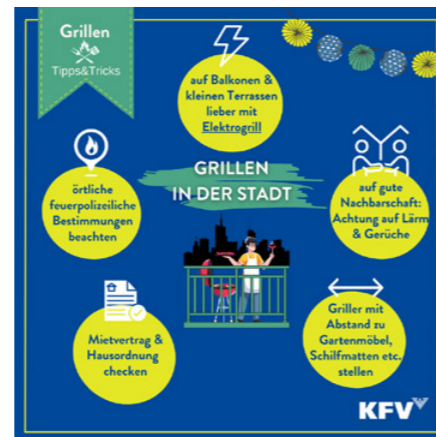 Grillen
Tipps&Tricks
auf Balkonen &
kleinen Terrassen
lieber mit
Elektrogrill
GRILLEN
IN DER STADT
örtliche
feuerpolizeiliche
Bestimmungen
beachten
auf gute
Nachbarschaft:
Achtung auf Lärm
& Gerüche
Mietvertrag &
Hausordnung
checken
Griller mit
Abstand zu
Gartenmöbel,
Schilfmatten etc.
stellen
KFV